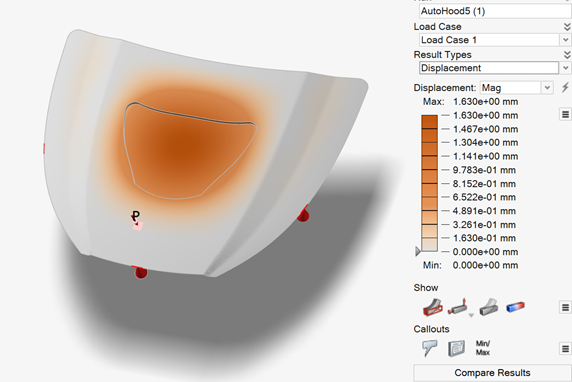 AutoHood5 (1)
Load Case
Load Case 1
Result Types
Displacement
Displacement: Mag
Max: 1.630e+00 mm
1.630e+00 mm
1.467e+00 mm
1.304e+00 mm
1.141e+00 mm
9.783e-01 mm
8.152e-01 mm
6.522e-01 mm
4.891e-01 mm
3.261e-01 mm
1.630e-01 mm
0.000e+00 mm
Min: 0.000e+00 mm
P
Show
Callouts
Min/
Max
Compare Results